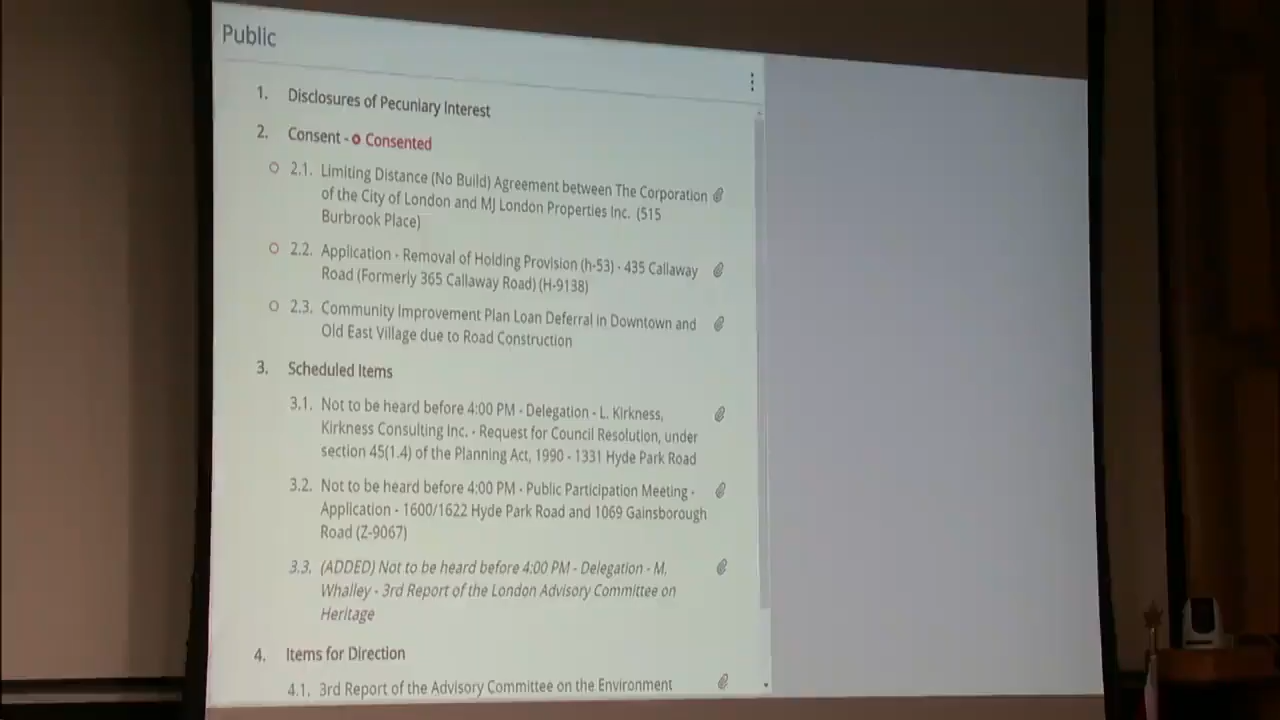 Public
1. Disclosures of Pecuniary Interest
2. Consent - Consented
2.1. Limiting Distance (No Build) Agreement between The Corporation
of the City of London and MJ London Properties Inc. (515
Burbrook Place)
2.2. Application - Removal of Holding Provision (h-53) - 435 Callaway
Road (Formerly 365 Callaway Road) (H-9138)
2.3. Community Improvement Plan Loan Deferral in Downtown and
Old East Village due to Road Construction
3. Scheduled Items
3.1. Not to be heard before 4:00 PM - Delegation - L. Kirkness,
Kirkness Consulting Inc. - Request for Council Resolution, under
section 45(1.4) of the Planning Act, 1990 - 1331 Hyde Park Road
3.2. Not to be heard before 4:00 PM - Public Participation Meeting -
Application - 1600/1622 Hyde Park Road and 1069 Gainsborough
Road (Z-9067)
3.3. (ADDED) Not to be heard before 4:00 PM - Delegation - M.
Whalley - 3rd Report of the London Advisory Committee on
Heritage
4. Items for Direction
4.1. 3rd Report of the Advisory Committee on the Environment